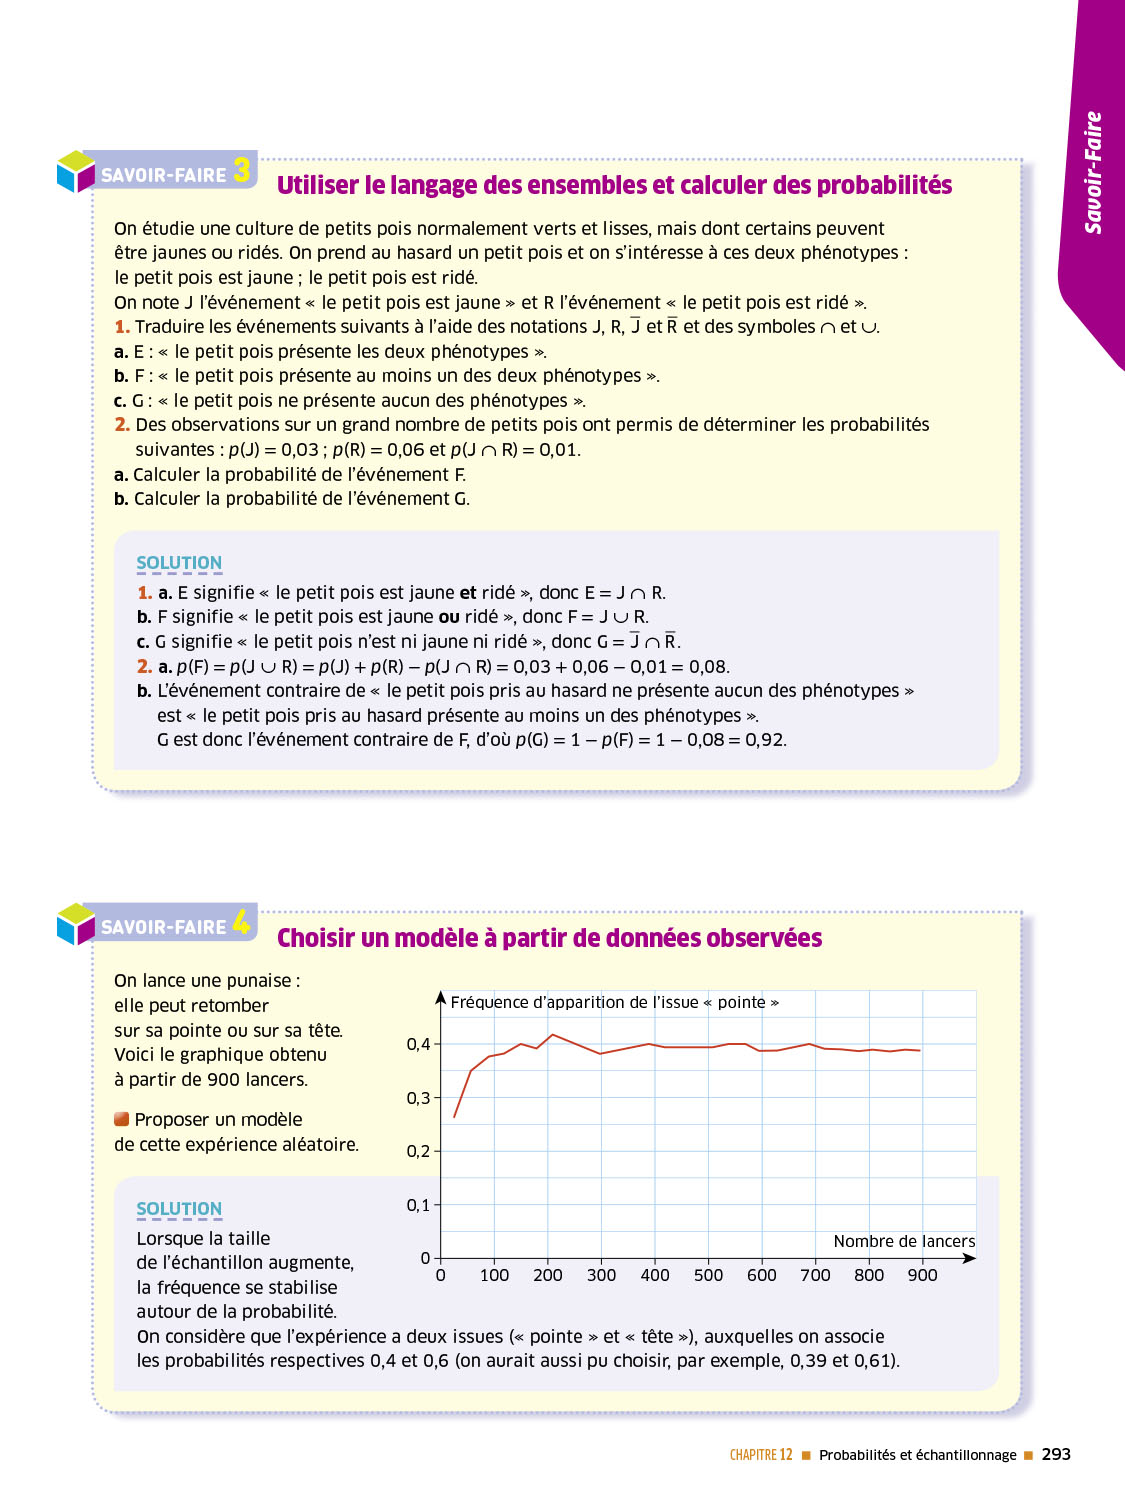 Savoir-Faire
SAVOIR-FAIRE 3
Utiliser le langage des ensembles et calculer des probabilités
On étudie une culture de petits pois normalement verts et lisses, mais dont certains peuvent
être jaunes ou ridés. On prend au hasard un petit pois et on s’intéresse à ces deux phénotypes :
le petit pois est jaune ; le petit pois est ridé.
On note J l’événement « le petit pois est jaune » et R l’événement « le petit pois est ridé ».
1. Traduire les événements suivants à l’aide des notations J, R, J̅ et R̅ et des symboles ∩ et ∪.
a. E : « le petit pois présente les deux phénotypes ».
b. F : « le petit pois présente au moins un des deux phénotypes ».
c. G : « le petit pois ne présente aucun des phénotypes ».
2. Des observations sur un grand nombre de petits pois ont permis de déterminer les probabilités
suivantes : p(J) = 0,03 ; p(R) = 0,06 et p(J ∩ R) = 0,01.
a. Calculer la probabilité de l’événement F.
b. Calculer la probabilité de l’événement G.
SOLUTION
1. a. E signifie « le petit pois est jaune et ridé », donc E = J ∩ R.
b. F signifie « le petit pois est jaune ou ridé », donc F = J ∪ R.
c. G signifie « le petit pois n’est ni jaune ni ridé », donc G = J̅ ∩ R̅.
2. a. p(F) = p(J ∪ R) = p(J) + p(R) − p(J ∩ R) = 0,03 + 0,06 − 0,01 = 0,08.
b. L’événement contraire de « le petit pois pris au hasard ne présente aucun des phénotypes »
est « le petit pois pris au hasard présente au moins un des phénotypes ».
G est donc l’événement contraire de F, d’où p(G) = 1 − p(F) = 1 − 0,08 = 0,92.
SAVOIR-FAIRE 4
Choisir un modèle à partir de données observées
On lance une punaise :
elle peut retomber
sur sa pointe ou sur sa tête.
Voici le graphique obtenu
à partir de 900 lancers.
Proposer un modèle
de cette expérience aléatoire.
Fréquence d’apparition de l’issue « pointe »
0,4
0,3
0,2
0,1
0
Nombre de lancers
0 100 200 300 400 500 600 700 800 900
SOLUTION
Lorsque la taille
de l’échantillon augmente,
la fréquence se stabilise
autour de la probabilité.
On considère que l’expérience a deux issues (« pointe » et « tête »), auxquelles on associe
les probabilités respectives 0,4 et 0,6 (on aurait aussi pu choisir, par exemple, 0,39 et 0,61).
CHAPITRE 12 ■ Probabilités et échantillonnage ■ 293